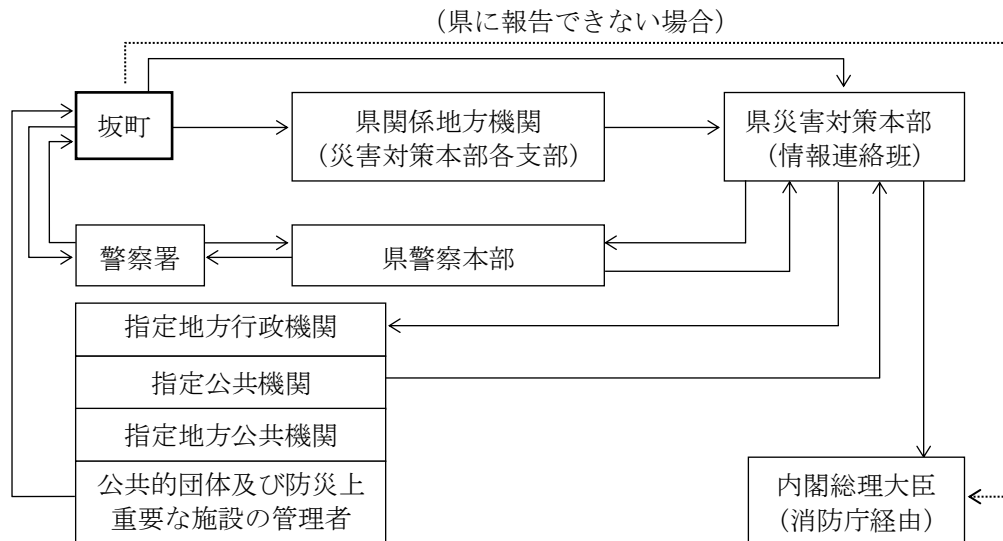 （県に報告できない場合）
坂町
県関係地方機関
（災害対策本部各支部）
県災害対策本部
（情報連絡班）
警察署
県警察本部
指定地方行政機関
指定公共機関
指定地方公共機関
公共的団体及び防災上
重要な施設の管理者
内閣総理大臣
（消防庁経由）